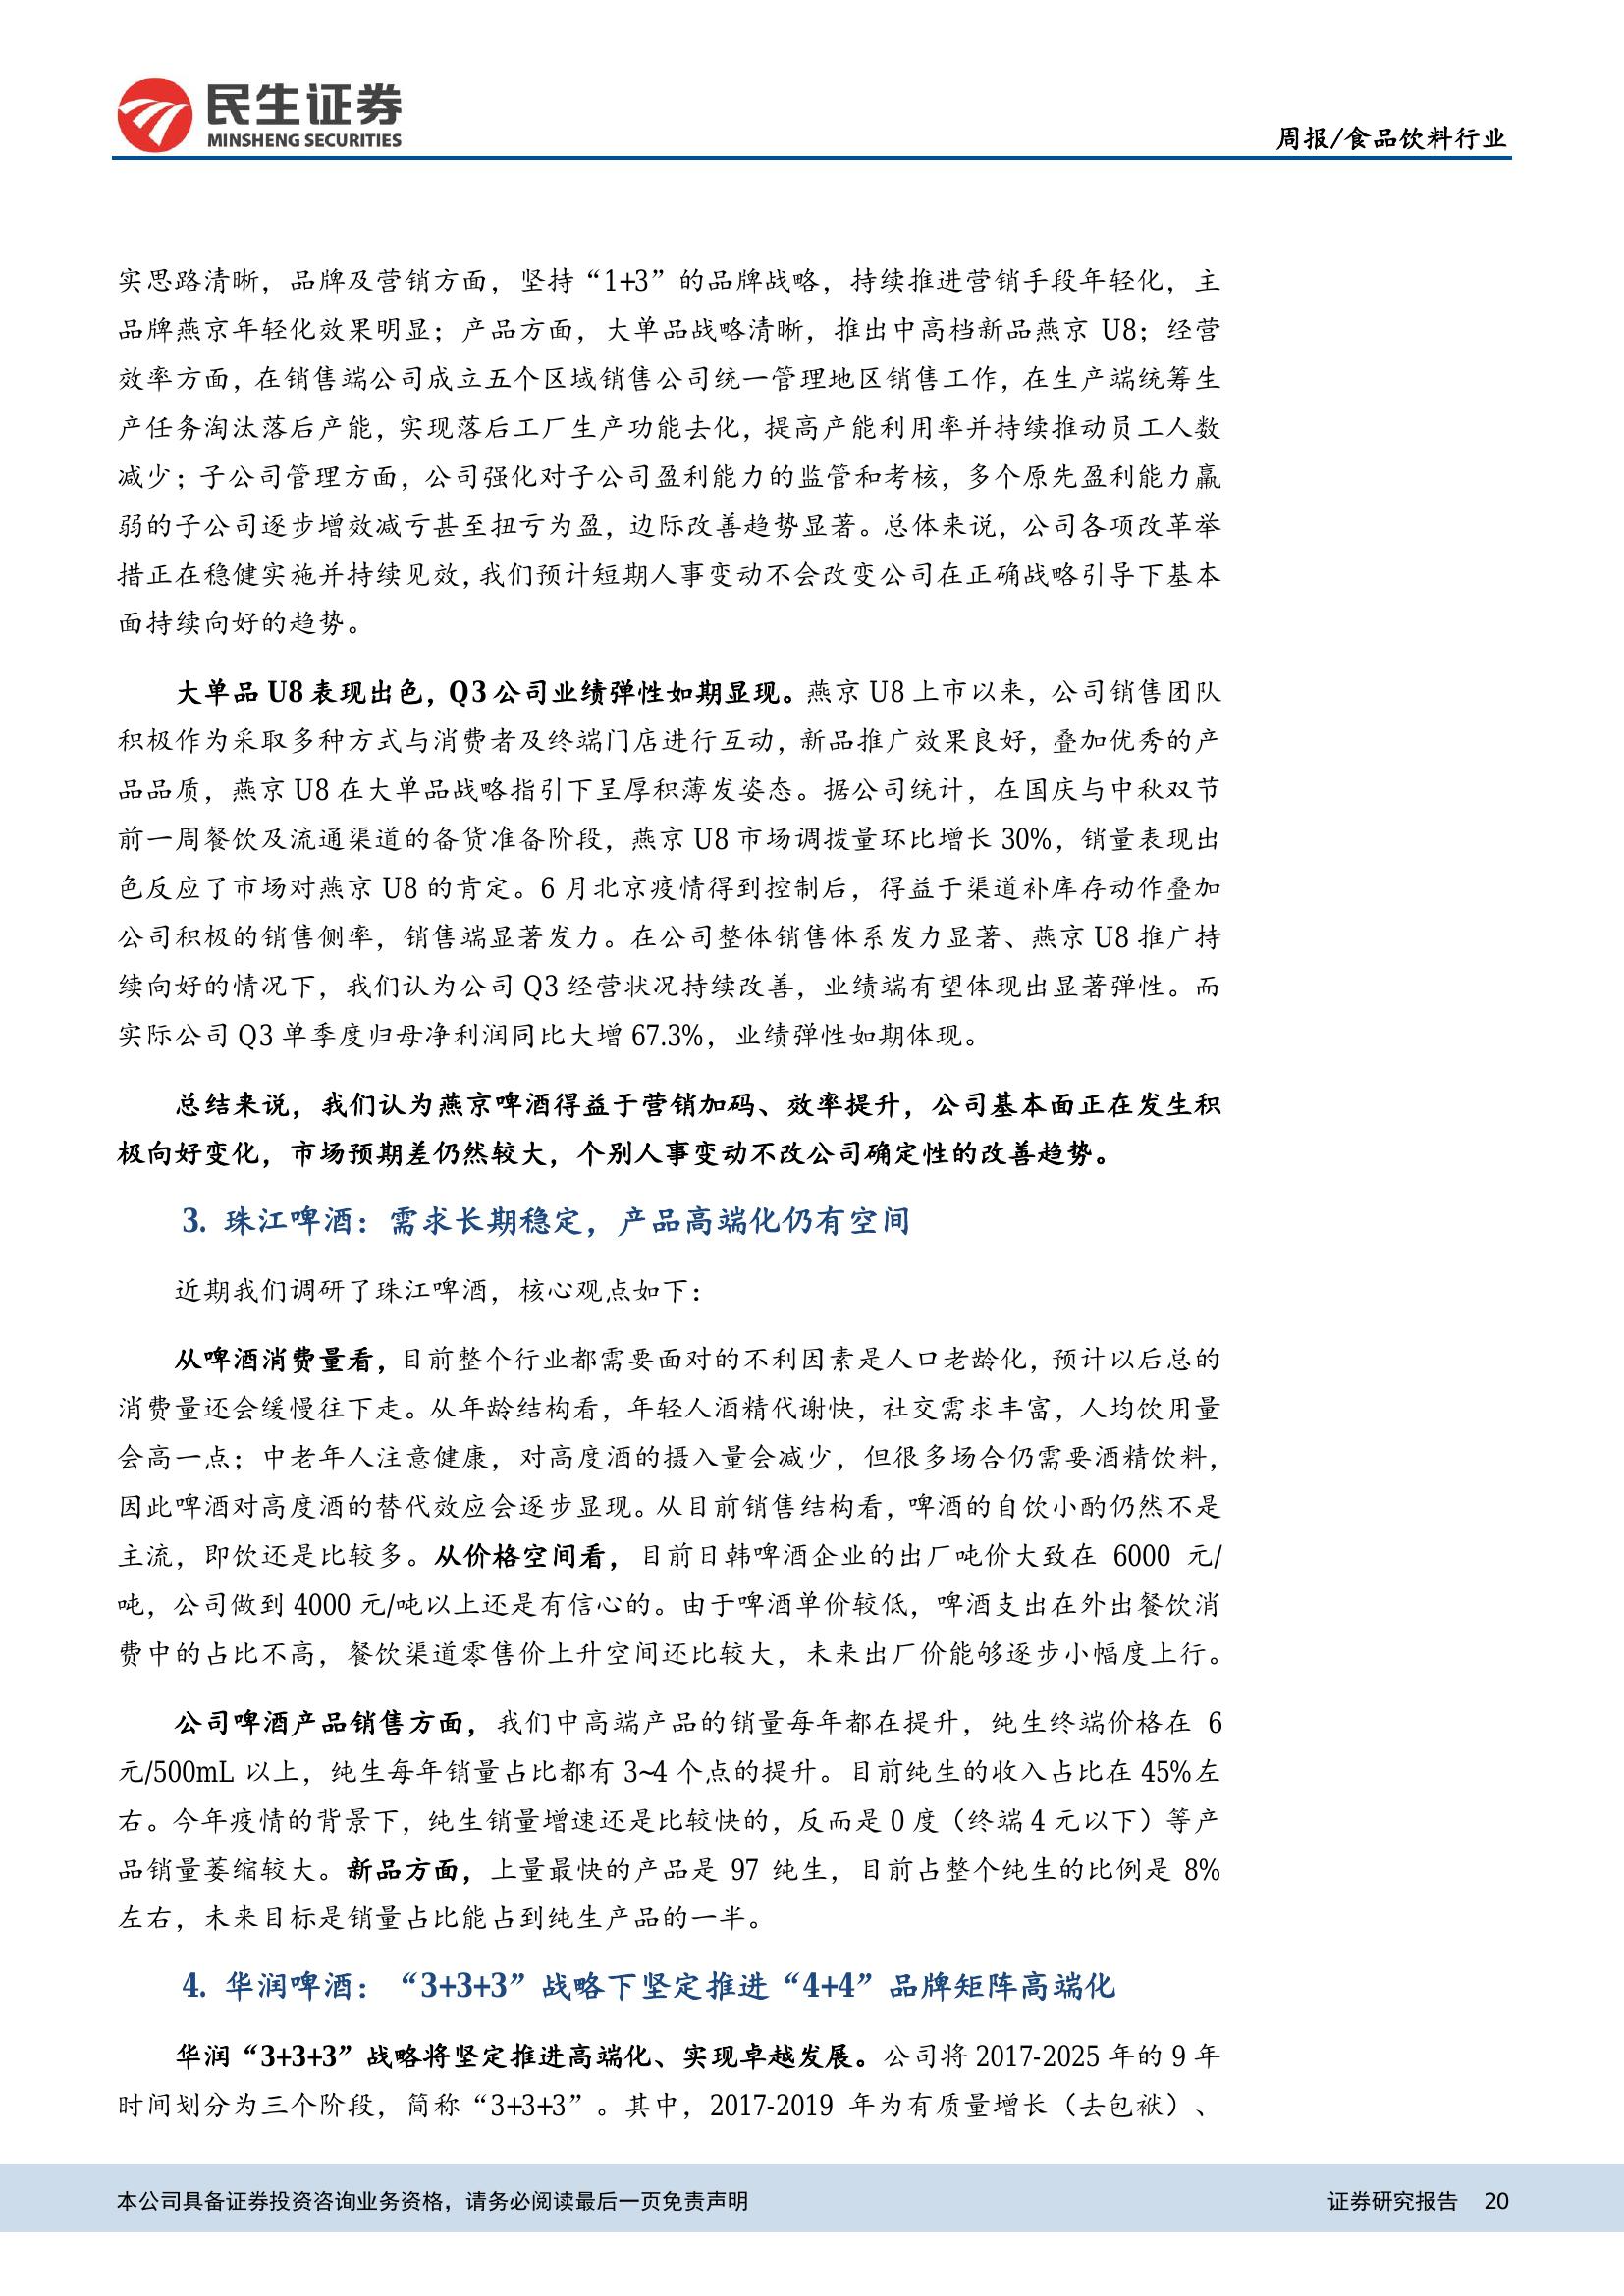 民生证券
MINSHENG SECURITIES
周报/食品饮料行业
实思路清晰，品牌及营销方面，坚持“1+3”的品牌战略，持续推进营销手段年轻化，主
品牌燕京年轻化效果明显；产品方面，大单品战略清晰，推出中高档新品燕京 U8；经营
效率方面，在销售端公司成立五个区域销售公司统一管理地区销售工作，在生产端统筹生
产任务淘汰落后产能，实现落后工厂生产功能去化，提高产能利用率并持续推动员工人数
减少；子公司管理方面，公司强化对子公司盈利能力的监管和考核，多个原先盈利能力羸
弱的子公司逐步增效减亏甚至扭亏为盈，边际改善趋势显著。总体来说，公司各项改革举
措正在稳健实施并持续见效，我们预计短期人事变动不会改变公司在正确战略引导下基本
面持续向好的趋势。
大单品 U8 表现出色，Q3 公司业绩弹性如期显现。燕京 U8 上市以来，公司销售团队
积极作为采取多种方式与消费者及终端门店进行互动，新品推广效果良好，叠加优秀的产
品品质，燕京 U8 在大单品战略指引下呈厚积薄发姿态。据公司统计，在国庆与中秋双节
前一周餐饮及流通渠道的备货准备阶段，燕京 U8 市场调拨量环比增长 30%，销量表现出
色反应了市场对燕京 U8 的肯定。6 月北京疫情得到控制后，得益于渠道补库存动作叠加
公司积极的销售侧率，销售端显著发力。在公司整体销售体系发力显著、燕京 U8 推广持
续向好的情况下，我们认为公司 Q3 经营状况持续改善，业绩端有望体现出显著弹性。而
实际公司 Q3 单季度归母净利润同比大增 67.3%，业绩弹性如期体现。
总结来说，我们认为燕京啤酒得益于营销加码、效率提升，公司基本面正在发生积
极向好变化，市场预期差仍然较大，个别人事变动不改公司确定性的改善趋势。
3. 珠江啤酒：需求长期稳定，产品高端化仍有空间
近期我们调研了珠江啤酒，核心观点如下：
从啤酒消费量看，目前整个行业都需要面对的不利因素是人口老龄化，预计以后总的
消费量还会缓慢往下走。从年龄结构看，年轻人酒精代谢快，社交需求丰富，人均饮用量
会高一点；中老年人注意健康，对高度酒的摄入量会减少，但很多场合仍需要酒精饮料，
因此啤酒对高度酒的替代效应会逐步显现。从目前销售结构看，啤酒的自饮小酌仍然不是
主流，即饮还是比较多。从价格空间看，目前日韩啤酒企业的出厂吨价大致在 6000 元/
吨，公司做到 4000 元/吨以上还是有信心的。由于啤酒单价较低，啤酒支出在外出餐饮消
费中的占比不高，餐饮渠道零售价上升空间还比较大，未来出厂价能够逐步小幅度上行。
公司啤酒产品销售方面，我们中高端产品的销量每年都在提升，纯生终端价格在 6
元/500mL 以上，纯生每年销量占比都有 3~4 个点的提升。目前纯生的收入占比在 45%左
右。今年疫情的背景下，纯生销量增速还是比较快的，反而是 0 度（终端 4 元以下）等产
品销量萎缩较大。新品方面，上量最快的产品是 97 纯生，目前占整个纯生的比例是 8%
左右，未来目标是销量占比能占到纯生产品的一半。
4. 华润啤酒：“3+3+3”战略下坚定推进“4+4”品牌矩阵高端化
华润“3+3+3”战略将坚定推进高端化、实现卓越发展。公司将 2017-2025 年的 9 年
时间划分为三个阶段，简称“3+3+3”。其中，2017-2019 年为有质量增长（去包袱）、
本公司具备证券投资咨询业务资格，请务必阅读最后一页免责声明
证券研究报告 20